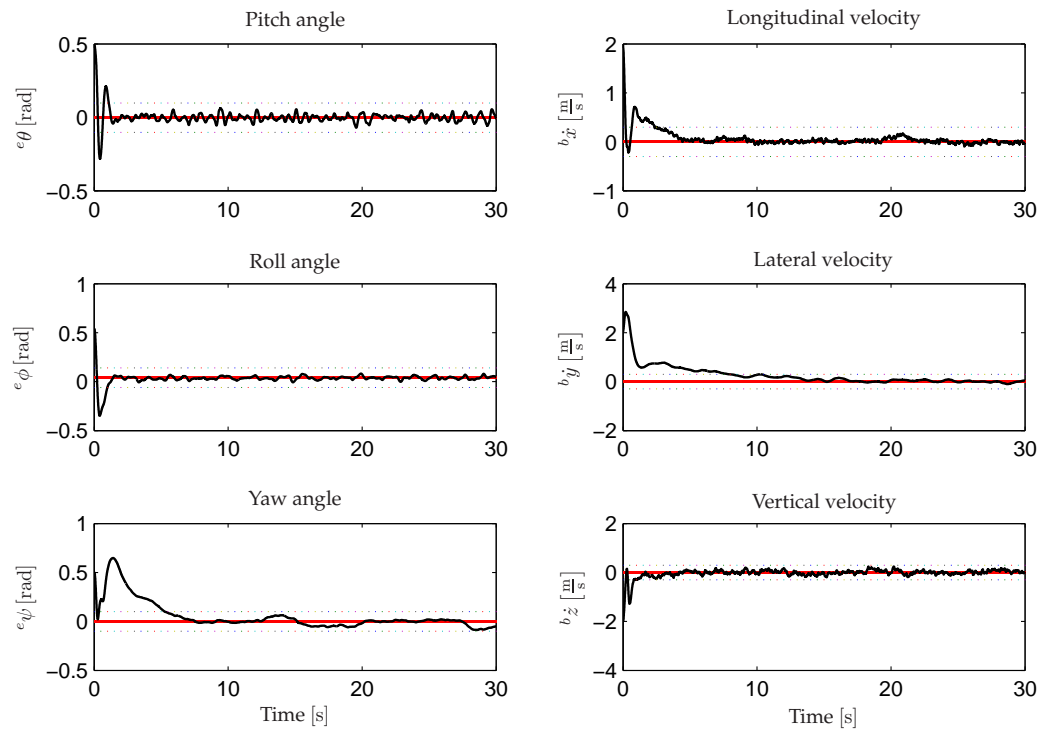 Pitch angle
0.5
0
−0.5
ᵉθ [rad]
0 10 20 30
Longitudinal velocity
2
1
0
−1
ᵇẋ [m/s]
0 10 20 30
Roll angle
1
0.5
0
−0.5
ᵉϕ [rad]
0 10 20 30
Lateral velocity
4
2
0
−2
ᵇẏ [m/s]
0 10 20 30
Yaw angle
1
0.5
0
−0.5
ᵉψ [rad]
0 10 20 30
Time [s]
Vertical velocity
2
0
−2
−4
ᵇż [m/s]
0 10 20 30
Time [s]